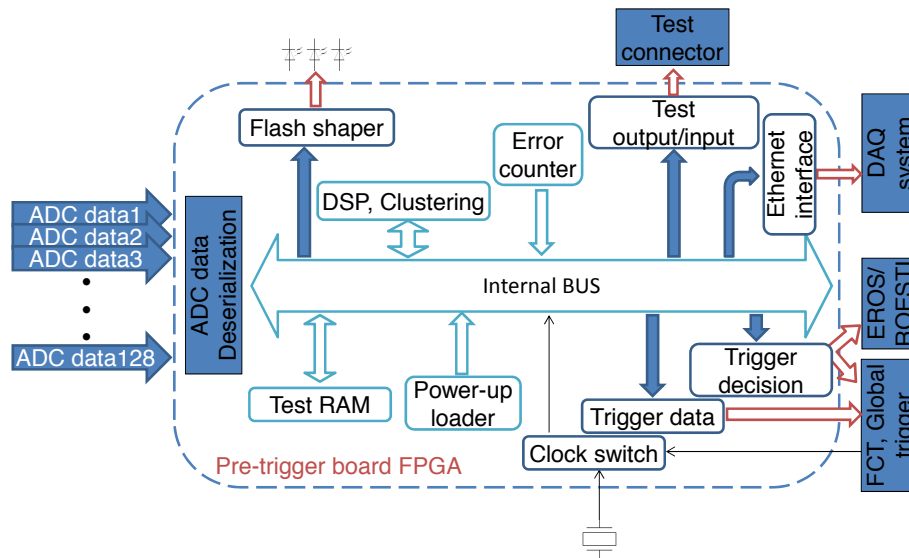 Test
connector
Flash shaper
Test
output/input
Error
counter
Ethernet
interface
DAQ
system
DSP, Clustering
ADC data1
ADC data2
ADC data3
ADC data128
ADC data
Deserialization
Internal BUS
EROS/
Trigger
decision
Test RAM
Power-up
loader
Trigger data
FCT, Global
trigger
Clock switch
Pre-trigger board FPGA